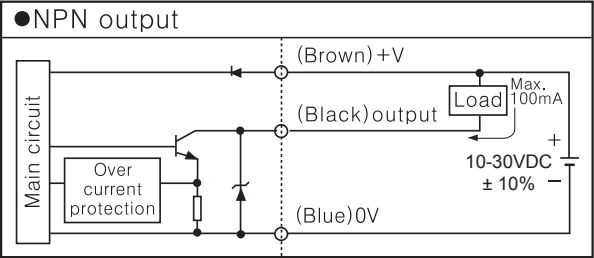 ●NPN output
(Brown)+V
Main circuit
Load
Max.
100mA
(Black)output
Over
current
protection
+
10-30VDC
± 10%
−
(Blue)0V